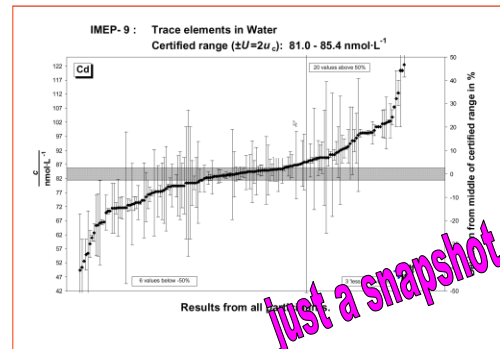 IMEP- 9 : Trace elements in Water
Certified range (±U=2uc): 81.0 - 85.4 nmol·L-1
Cd
20 values above 50%
122
117
112
107
102
97
92
87
82
77
72
67
62
57
52
47
42
c
nmol·L-1
50
40
30
20
10
0
-10
-20
-50
from middle of certified range in %
6 values below -50%
3 less
Results from all participants.
just a snapshot